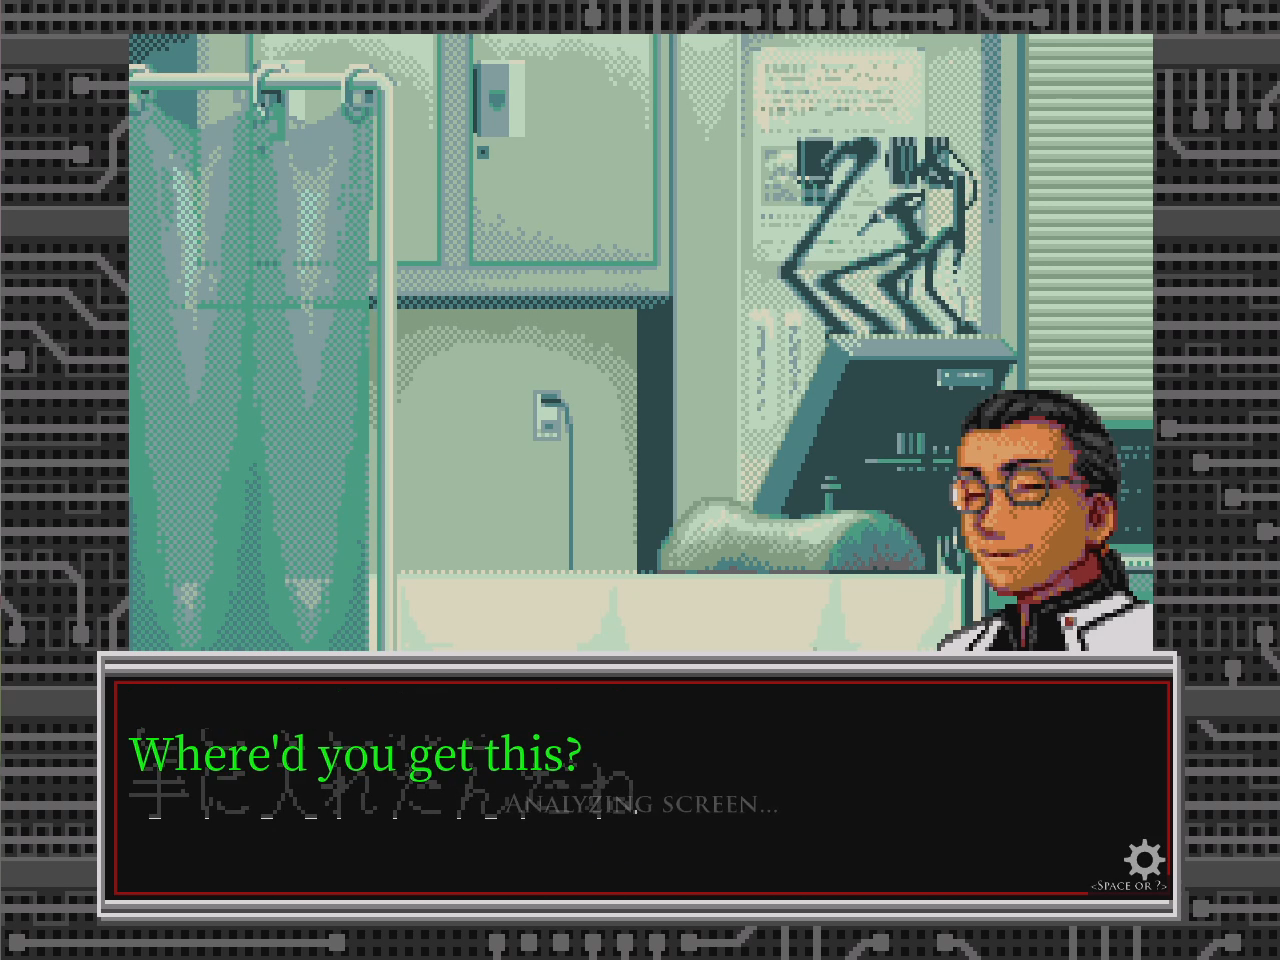 Where'd you get this?
手に入れたんだね
ANALYZING SCREEN...
<SPACE OR ?>